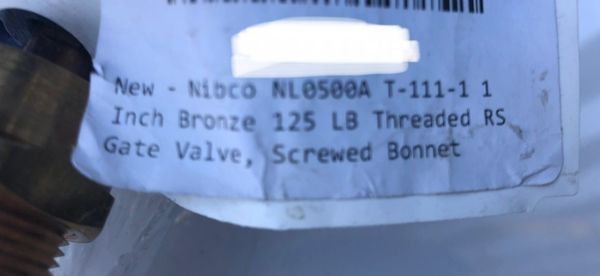 New - Nibco NL0500A T-111-1 1
Inch Bronze 125 LB Threaded RS
Gate Valve, Screwed Bonnet